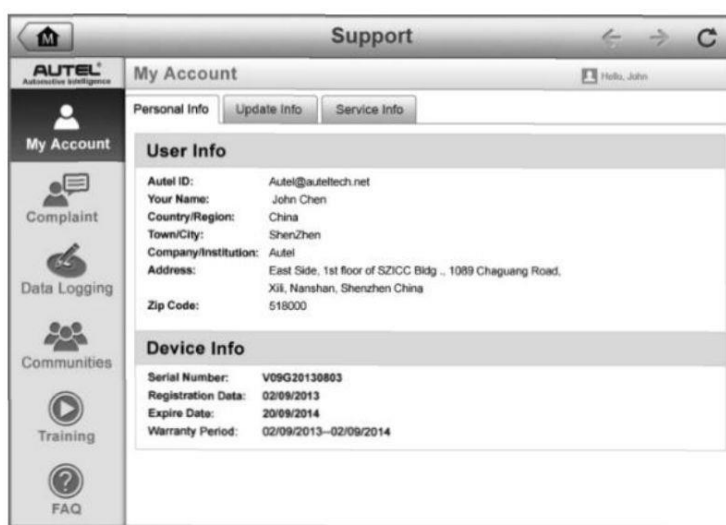 Support
AUTEL®
Automotive Intelligence
My Account
Hello, John
Personal Info
Update Info
Service Info
My Account
Complaint
Data Logging
Communities
Training
FAQ
User Info
Autel ID: Autel@auteltech.net
Your Name: John Chen
Country/Region: China
Town/City: ShenZhen
Company/Institution: Autel
Address: East Side, 1st floor of SZICC Bldg ., 1089 Chaguang Road,
Xili, Nanshan, Shenzhen China
Zip Code: 518000
Device Info
Serial Number: V09G20130803
Registration Data: 02/09/2013
Expire Date: 20/09/2014
Warranty Period: 02/09/2013--02/09/2014